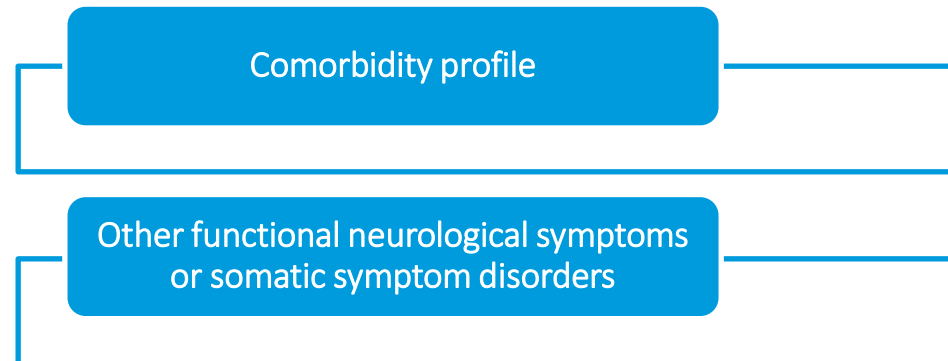 Comorbidity profile
Other functional neurological symptoms
or somatic symptom disorders